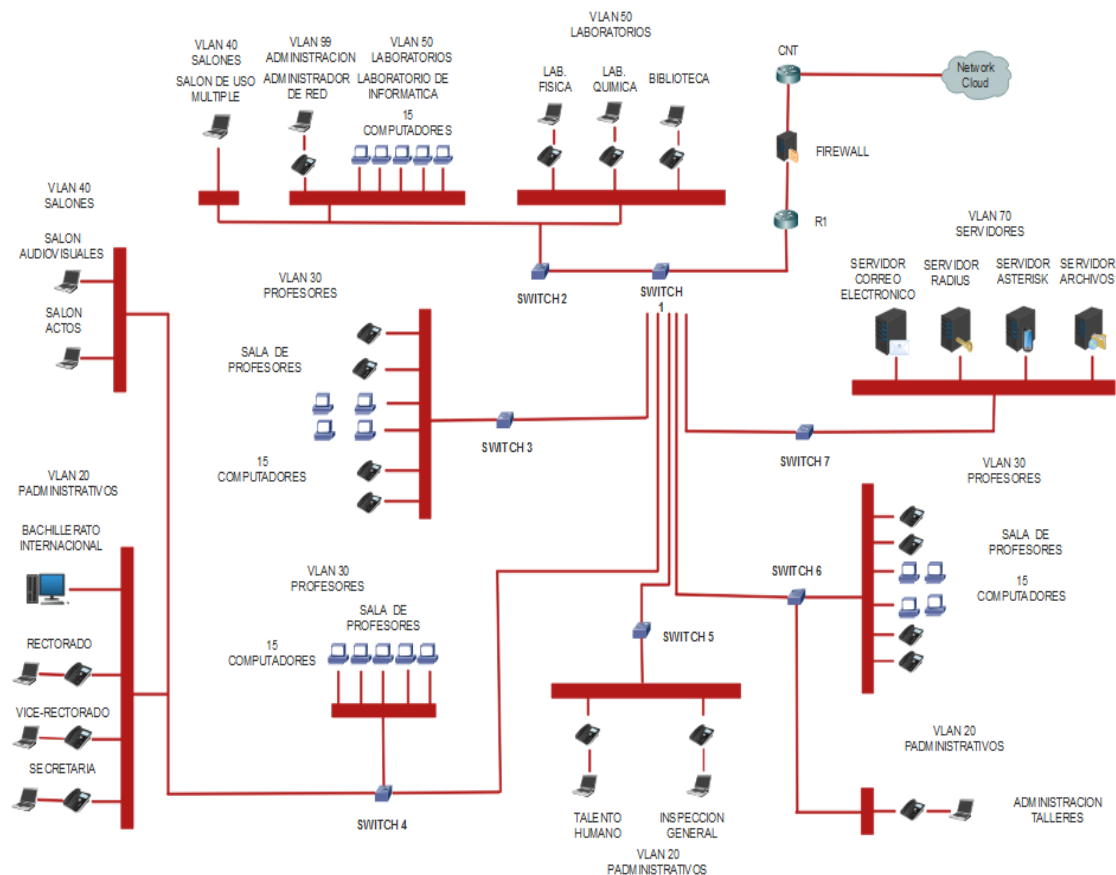 VLAN 40
SALONES
SALON DE USO
MULTIPLE
VLAN 99
ADMINISTRACION
ADMINISTRADOR
DE RED
VLAN 50
LABORATORIOS
LABORATORIO DE
INFORMATICA
15
COMPUTADORES
VLAN 50
LABORATORIOS
LAB.
FISICA
LAB.
QUIMICA
BIBLIOTECA
CNT
Network
Cloud
FIREWALL
R1
VLAN 40
SALONES
SALON
AUDIOVISUALES
SALON
ACTOS
SWITCH 2
SWITCH
1
VLAN 70
SERVIDORES
SERVIDOR
CORREO
ELECTRONICO
SERVIDOR
RADIUS
SERVIDOR
ASTERISK
SERVIDOR
ARCHIVOS
VLAN 30
PROFESORES
SALA DE
PROFESORES
15
COMPUTADORES
SWITCH 3
SWITCH 7
VLAN 20
PADMINISTRATIVOS
BACHILLERATO
INTERNACIONAL
RECTORADO
VICE-RECTORADO
SECRETARIA
VLAN 30
PROFESORES
SALA DE
PROFESORES
15
COMPUTADORES
SWITCH 4
SWITCH 5
TALENTO
HUMANO
INSPECCION
GENERAL
VLAN 20
PADMINISTRATIVOS
VLAN 30
PROFESORES
SALA DE
PROFESORES
15
COMPUTADORES
SWITCH 6
VLAN 20
PADMINISTRATIVOS
ADMINISTRACION
TALLERES